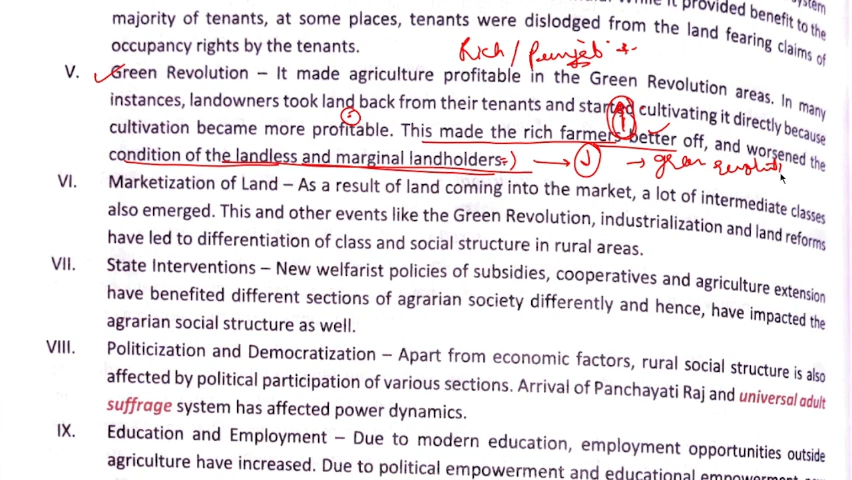 system
While it provided benefit to the
majority of tenants, at some places, tenants were dislodged from the land fearing claims of
occupancy rights by the tenants.
Rich / Punjab
V. Green Revolution – It made agriculture profitable in the Green Revolution areas. In many
instances, landowners took land back from their tenants and started cultivating it directly because
cultivation became more profitable. This made the rich farmers better off, and worsened the
condition of the landless and marginal landholders.
→ green
VI. Marketization of Land – As a result of land coming into the market, a lot of intermediate classes
also emerged. This and other events like the Green Revolution, industrialization and land reforms
have led to differentiation of class and social structure in rural areas.
VII. State Interventions – New welfarist policies of subsidies, cooperatives and agriculture extension
have benefited different sections of agrarian society differently and hence, have impacted the
agrarian social structure as well.
VIII. Politicization and Democratization – Apart from economic factors, rural social structure is also
affected by political participation of various sections. Arrival of Panchayati Raj and universal adult
suffrage system has affected power dynamics.
IX. Education and Employment – Due to modern education, employment opportunities outside
agriculture have increased. Due to political empowerment and educational empowerment